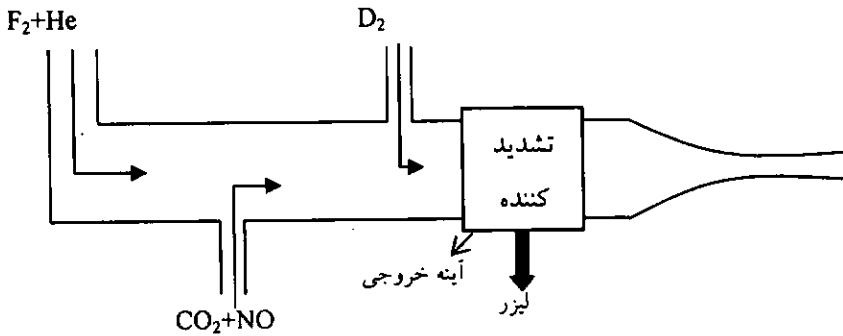 F₂+He
D₂
تشدید
کننده
آینه خروجی
لیزر
CO₂+NO